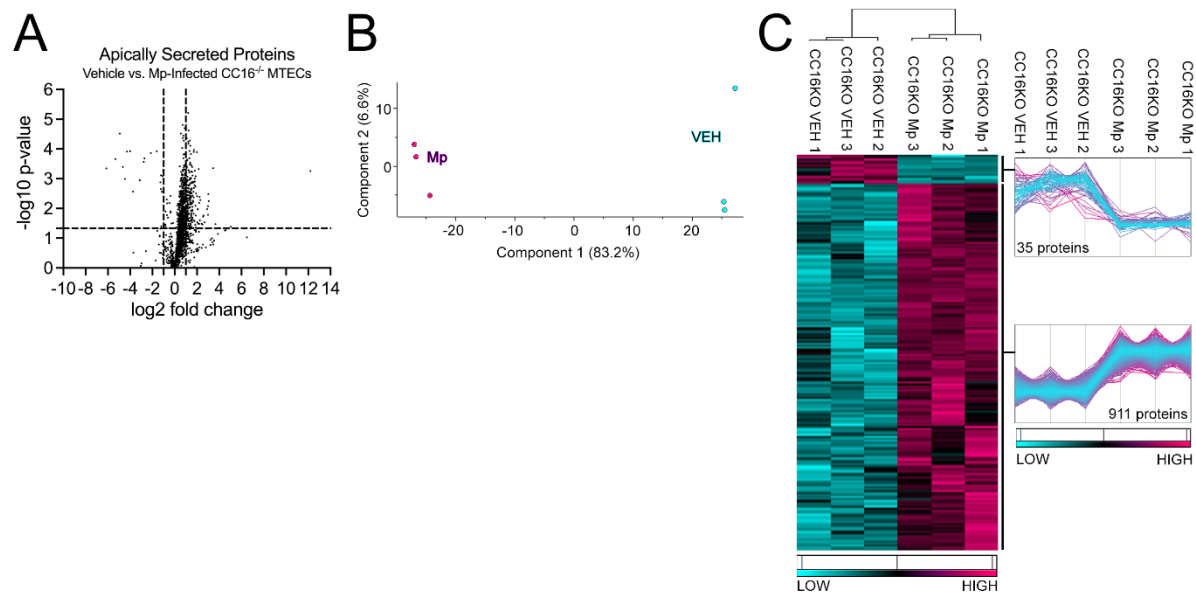 A
Apically Secreted Proteins
Vehicle vs. Mp-Infected CC16-/- MTECs
6
5
4
3
2
1
0
-log10 p-value
-10 -8 -6 -4 -2 0 2 4 6 8 10 12 14
log2 fold change
B
10
0
Component 2 (6.6%)
Mp
VEH
-20 -10 0 10 20
Component 1 (83.2%)
C
CC16KO VEH 1
CC16KO VEH 3
CC16KO VEH 2
CC16KO Mp 3
CC16KO Mp 2
CC16KO Mp 1
CC16KO VEH 1
CC16KO VEH 3
CC16KO VEH 2
CC16KO Mp 3
CC16KO Mp 2
CC16KO Mp 1
35 proteins
911 proteins
LOW HIGH
LOW HIGH